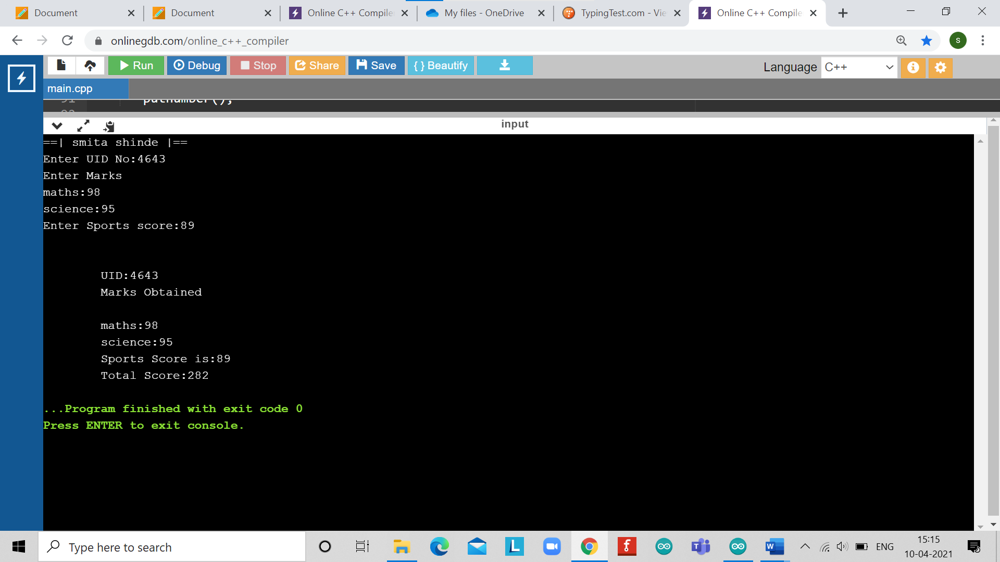 Document
Document
Online C++ Compile
My files - OneDrive
TypingTest.com - Vie
Online C++ Compile
onlinegdb.com/online_c++_compiler
S
Run
Debug
Stop
Share
Save
{ } Beautify
Language
C++
main.cpp
91
putnumber();
input
==| smita shinde |==
Enter UID No:4643
Enter Marks
maths:98
science:95
Enter Sports score:89
UID:4643
Marks Obtained
maths:98
science:95
Sports Score is:89
Total Score:282
...Program finished with exit code 0
Press ENTER to exit console.
Type here to search
ENG
15:15
10-04-2021